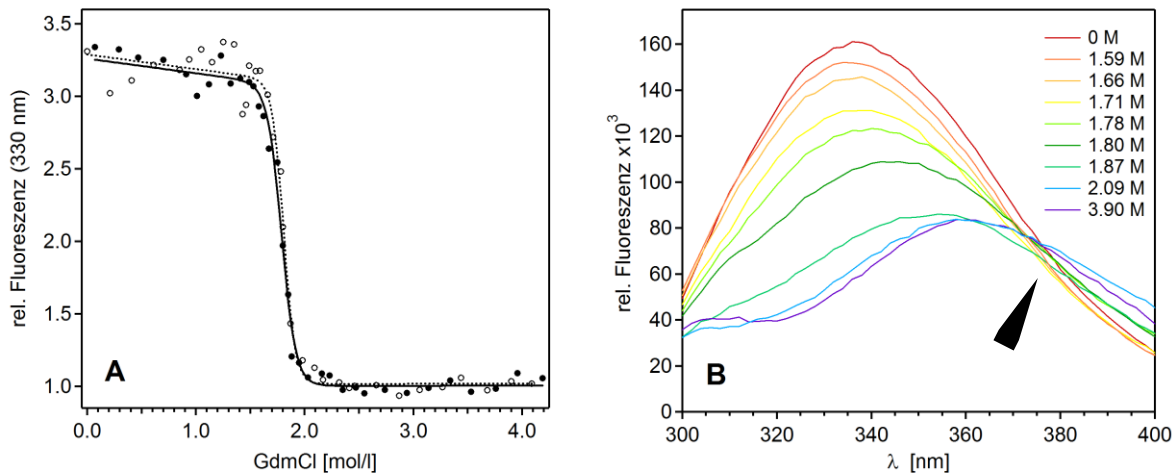 3.5
3.0
2.5
2.0
1.5
1.0
rel. Fluoreszenz (330 nm)
A
0.0 1.0 2.0 3.0 4.0
GdmCl [mol/l]
160
140
120
100
80
60
40
20
0
rel. Fluoreszenz x10³
0 M
1.59 M
1.66 M
1.71 M
1.78 M
1.80 M
1.87 M
2.09 M
3.90 M
B
300 320 340 360 380 400
λ [nm]